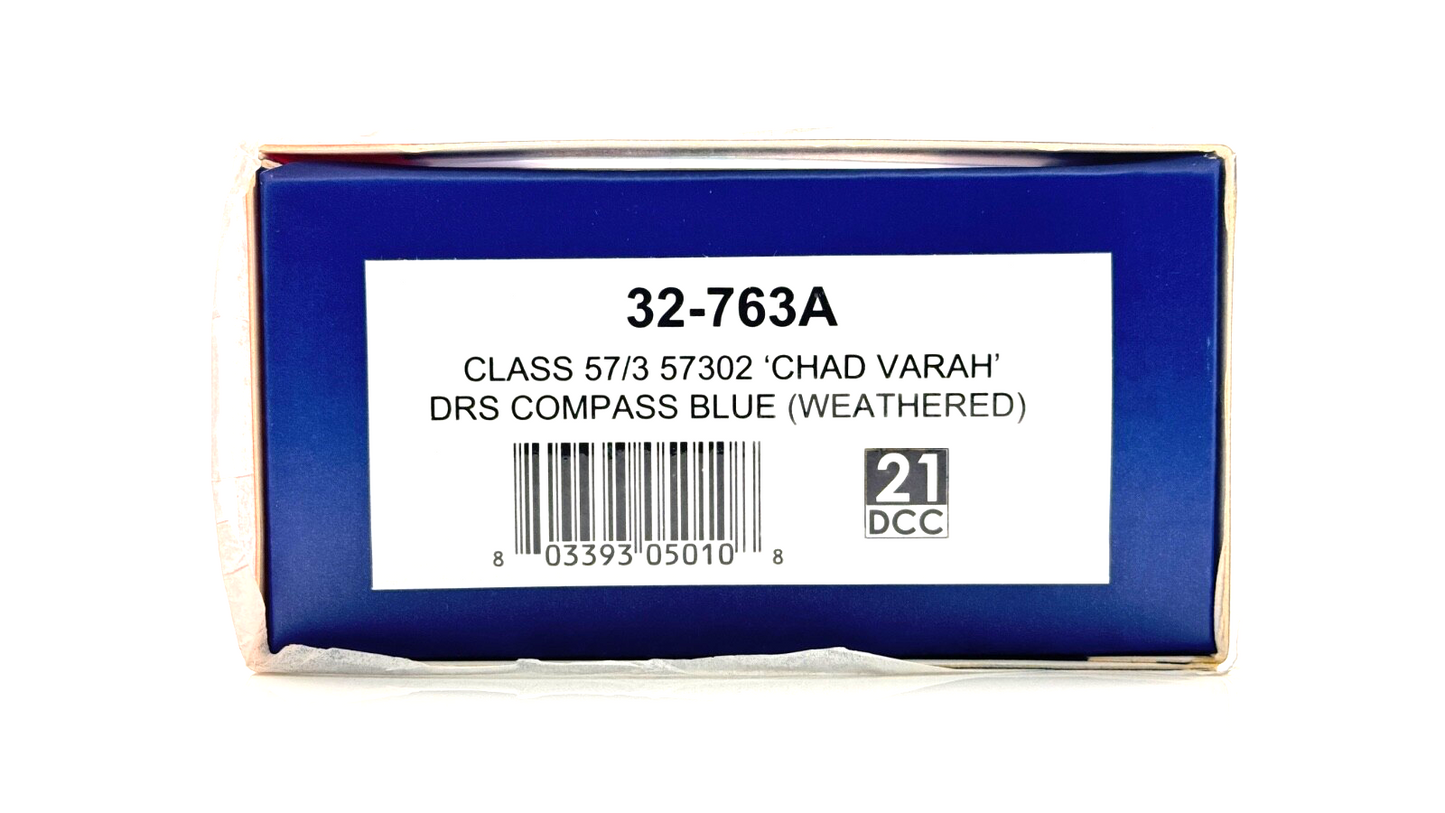 32-763A
CLASS 57/3 57302 ‘CHAD VARAH’
DRS COMPASS BLUE (WEATHERED)
21
DCC
8 03393 05010 8